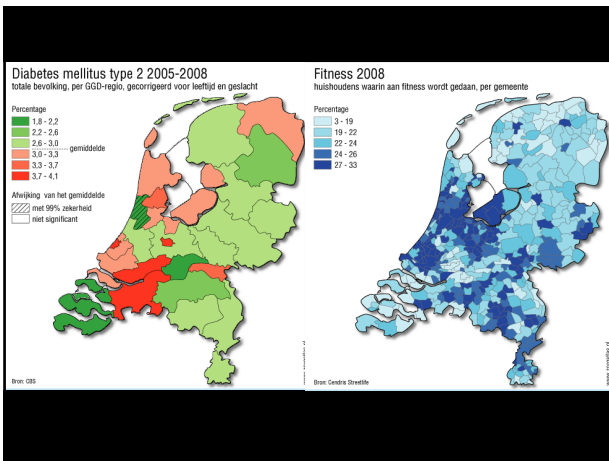 Diabetes mellitus type 2 2005-2008
totale bevolking, per GGD-regio, gecorrigeerd voor leeftijd en geslacht
Percentage
1,8 - 2,2
2,2 - 2,6
2,6 - 3,0
gemiddelde
3,0 - 3,3
3,3 - 3,7
3,7 - 4,1
Afwijking van het gemiddelde
met 99% zekerheid
niet significant
Bron: CBS
Fitness 2008
huishoudens waarin aan fitness wordt gedaan, per gemeente
Percentage
3 - 19
19 - 22
22 - 24
24 - 26
27 - 33
Bron: Cendris Streetlife